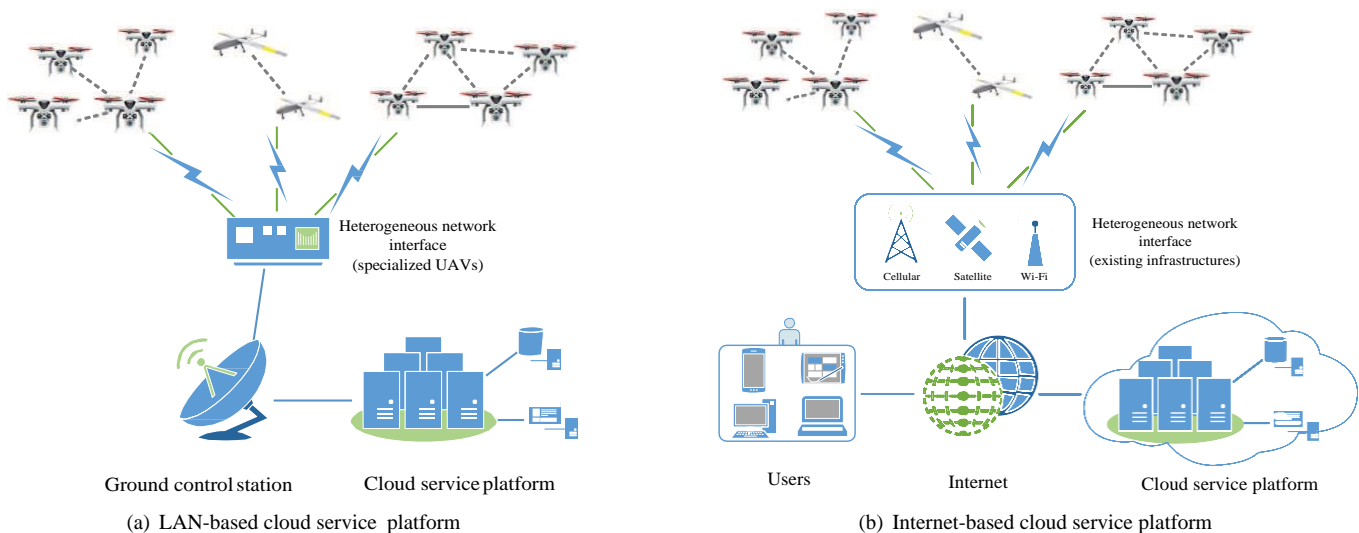 Heterogeneous network
interface
(specialized UAVs)
Ground control station
Cloud service platform
(a) LAN-based cloud service platform
Cellular
Satellite
Wi-Fi
Heterogeneous network
interface
(existing infrastructures)
Users
Internet
Cloud service platform
(b) Internet-based cloud service platform